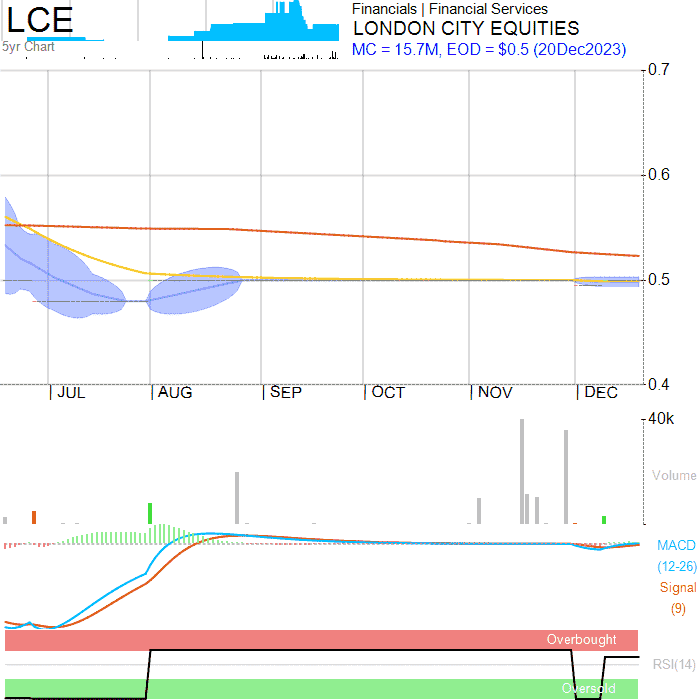 LCE
5yr Chart
Financials | Financial Services
LONDON CITY EQUITIES
MC = 15.7M, EOD = $0.5 (20Dec2023)
0.7
0.6
0.5
0.4
JUL AUG SEP OCT NOV DEC
40k
Volume
MACD
(12-26)
Signal
(9)
Overbought
RSI(14)
Oversold